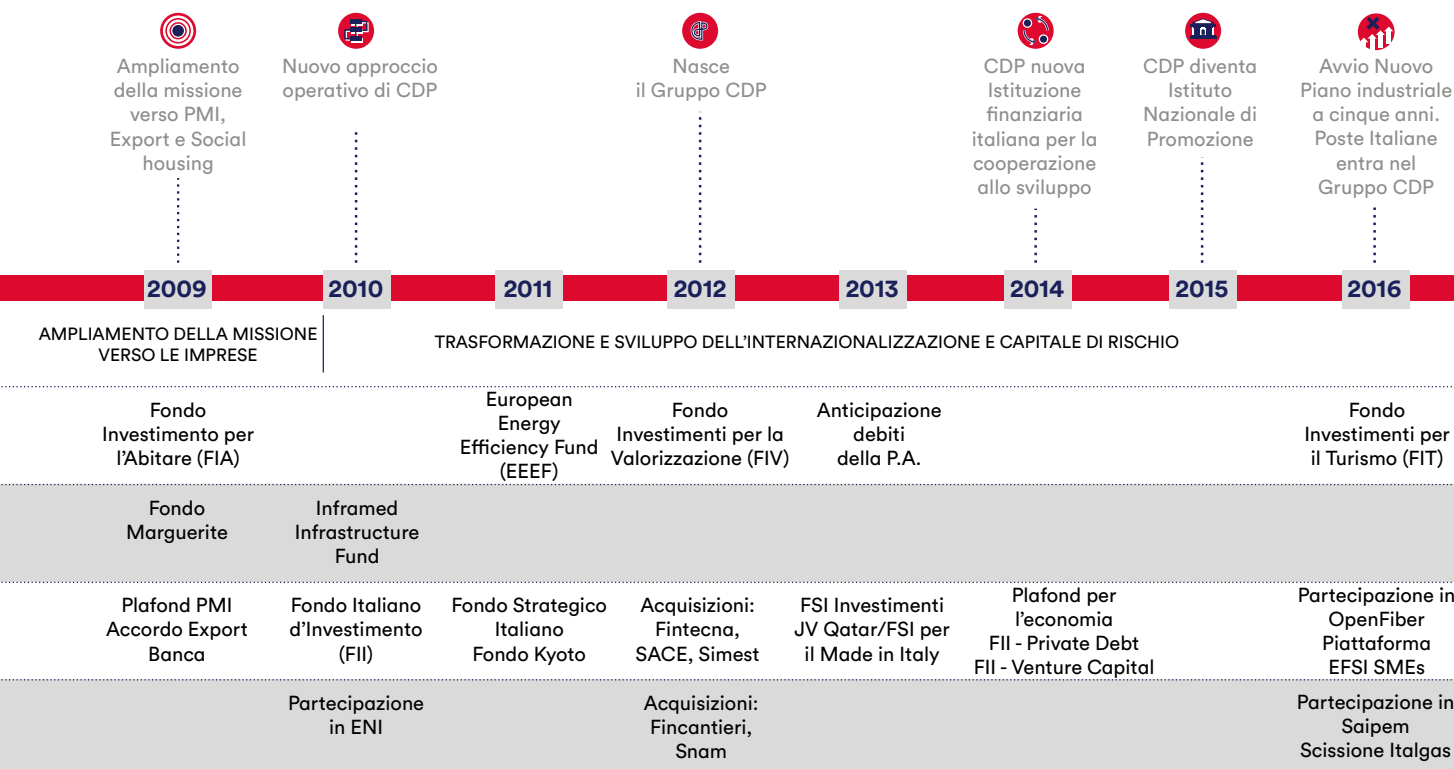 Ampliamento
della missione
verso PMI,
Export e Social
housing
Nuovo approccio
operativo di CDP
Nasce
il Gruppo CDP
CDP nuova
Istituzione
finanziaria
italiana per la
cooperazione
allo sviluppo
CDP diventa
Istituto
Nazionale di
Promozione
Avvio Nuovo
Piano industriale
a cinque anni.
Poste Italiane
entra nel
Gruppo CDP
2009
2010
2011
2012
2013
2014
2015
2016
AMPLIAMENTO DELLA MISSIONE
VERSO LE IMPRESE
TRASFORMAZIONE E SVILUPPO DELL’INTERNAZIONALIZZAZIONE E CAPITALE DI RISCHIO
Fondo
Investimento per
l’Abitare (FIA)
European
Energy
Efficiency Fund
(EEEF)
Fondo
Investimenti per la
Valorizzazione (FIV)
Anticipazione
debiti
della P.A.
Fondo
Investimenti per
il Turismo (FIT)
Fondo
Marguerite
Inframed
Infrastructure
Fund
Plafond PMI
Accordo Export
Banca
Fondo Italiano
d’Investimento
(FII)
Fondo Strategico
Italiano
Fondo Kyoto
Acquisizioni:
Fintecna,
SACE, Simest
FSI Investimenti
JV Qatar/FSI per
il Made in Italy
Plafond per
l’economia
FII - Private Debt
FII - Venture Capital
Partecipazione in
OpenFiber
Piattaforma
EFSI SMEs
Partecipazione
in ENI
Acquisizioni:
Fincantieri,
Snam
Partecipazione in
Saipem
Scissione Italgas